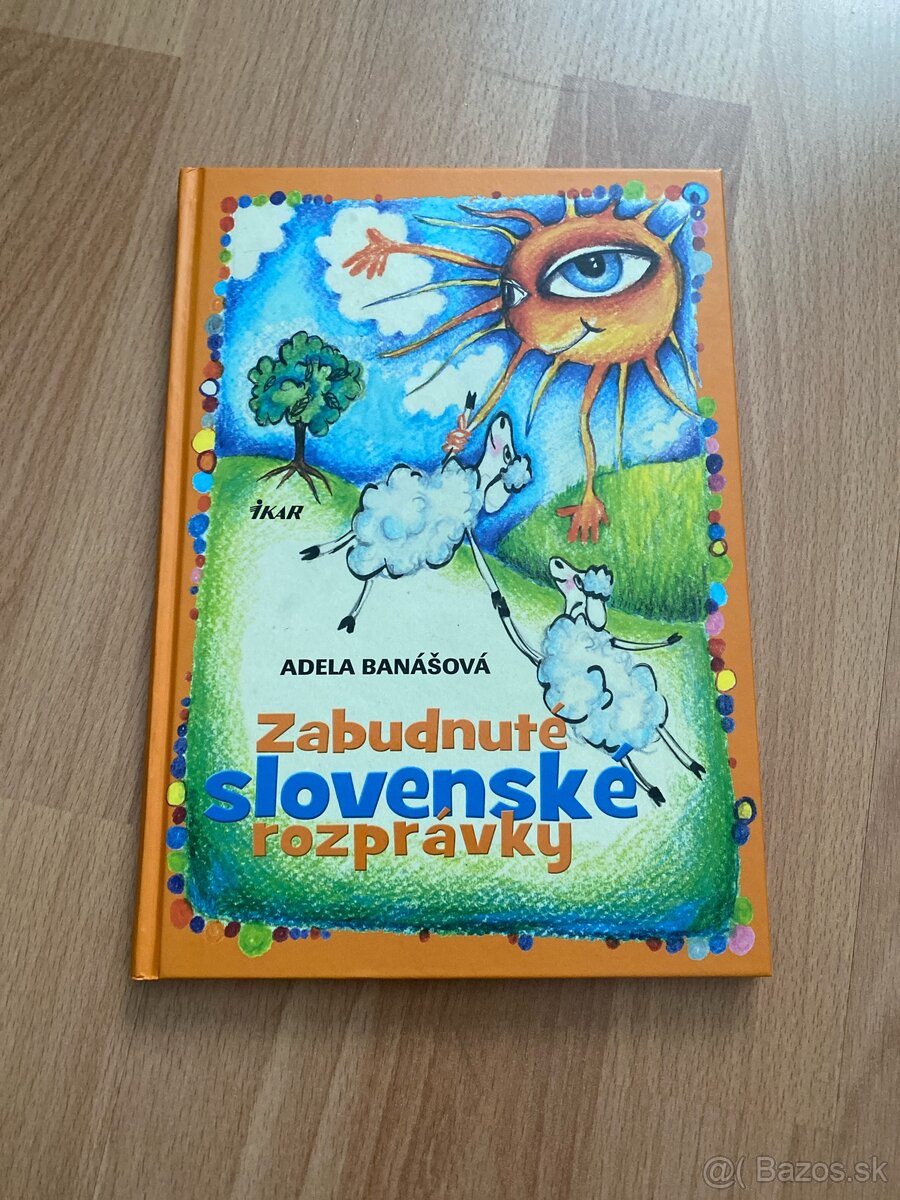 iKAR
ADELA BANÁŠOVÁ
Zabudnuté
slovenské
rozprávky
@( Bazos.sk